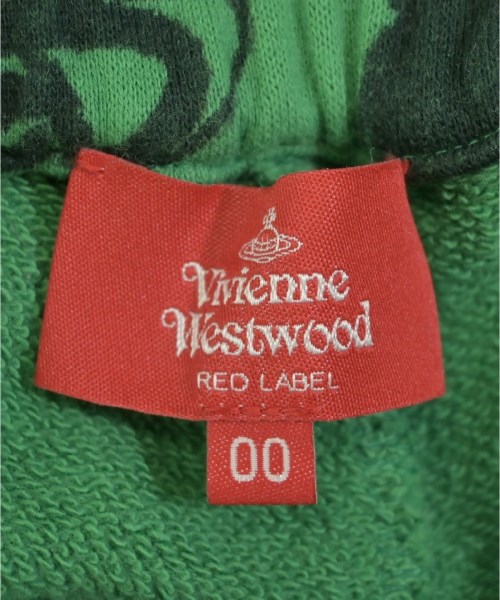 Vivienne
Westwood
RED LABEL
00